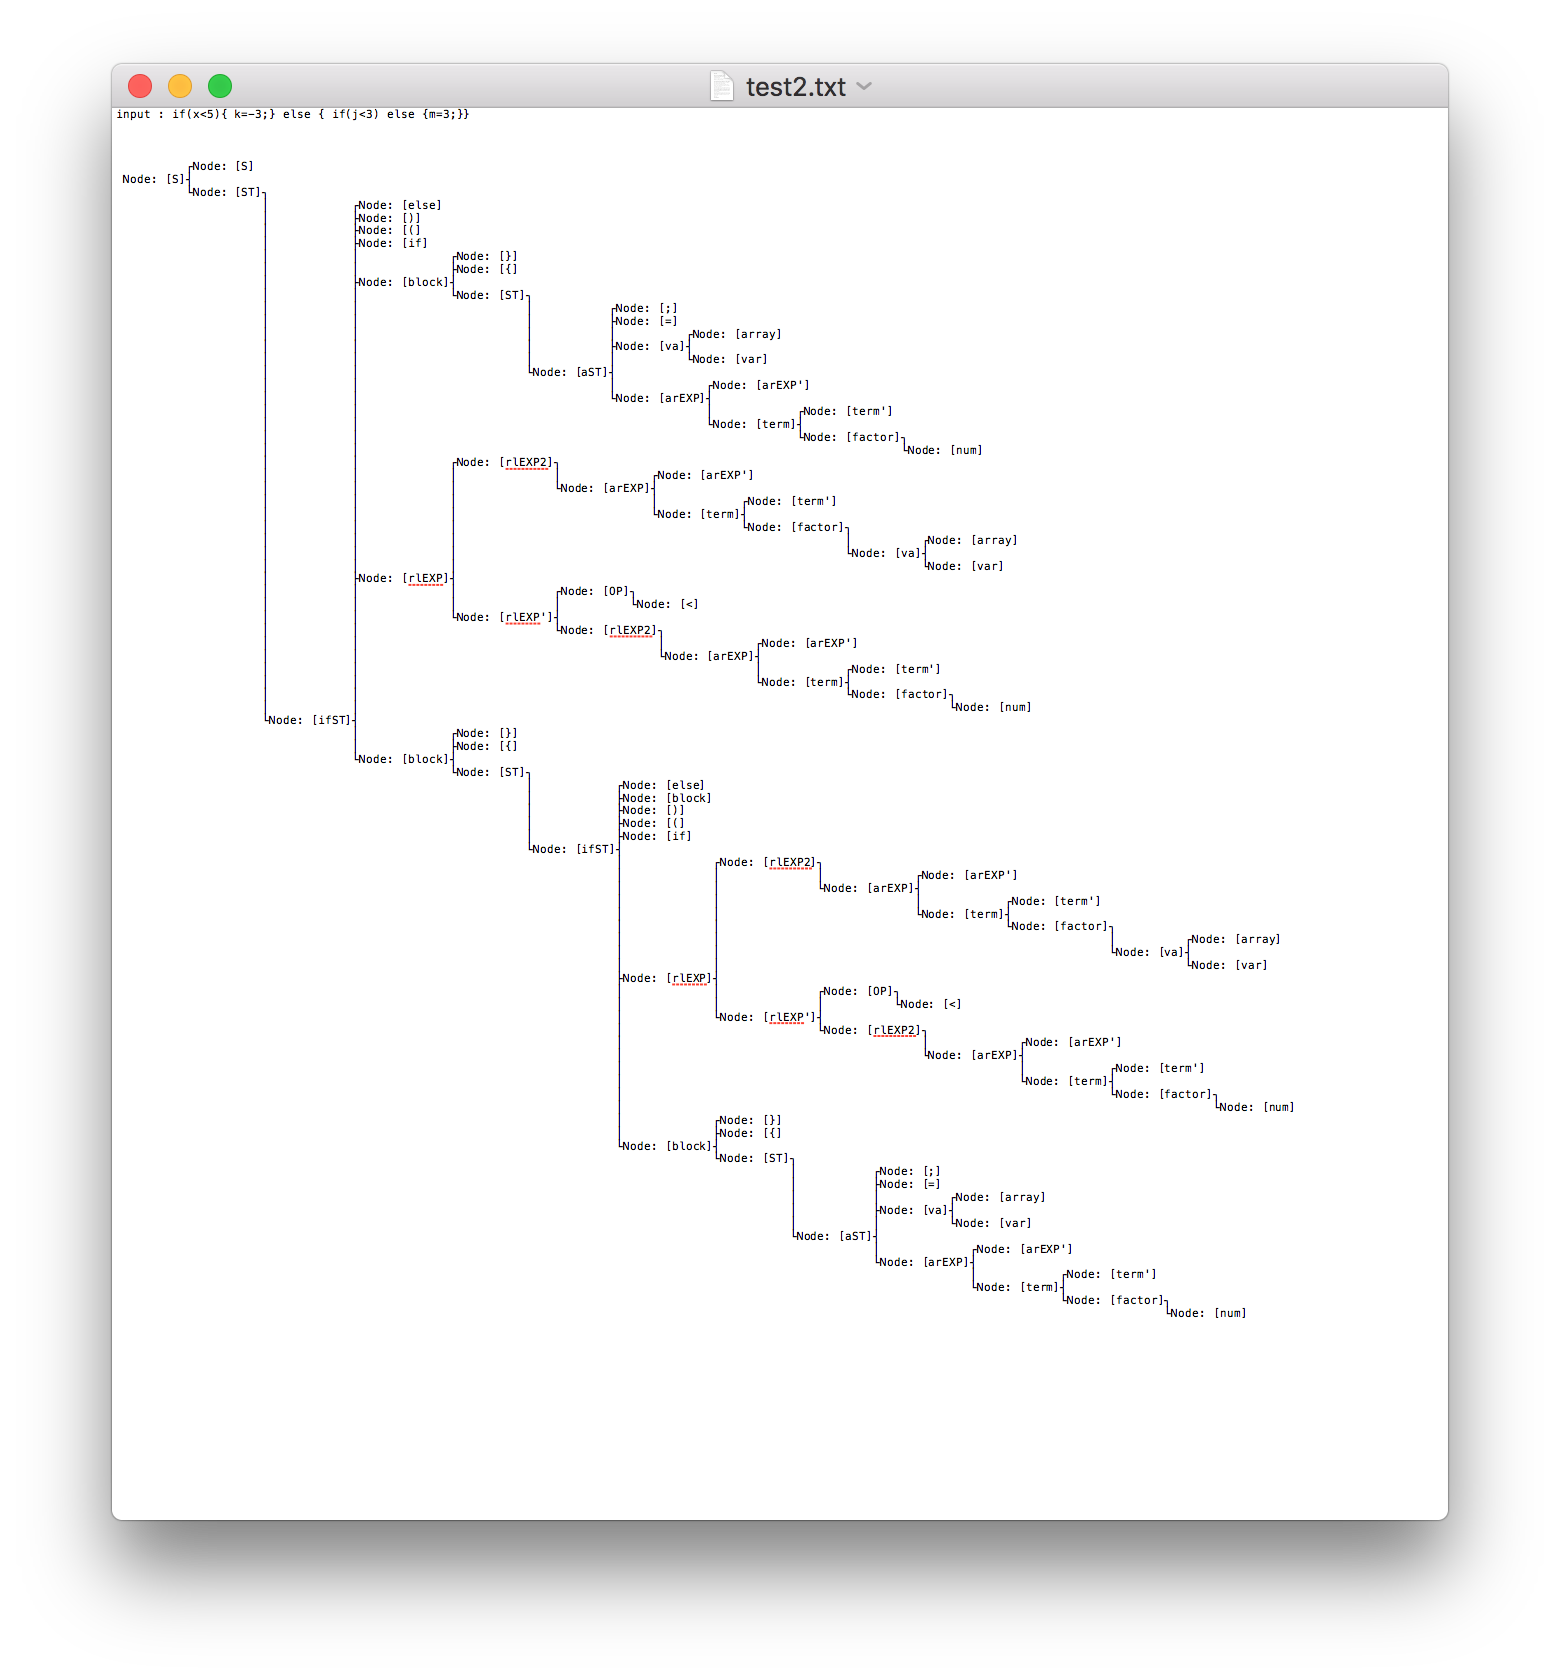 test2.txt
input : if(x<5){ k=-3;} else { if(j<3) else {m=3;}}
Node: [S]
Node: [S]
Node: [ST]
Node: [else]
Node: [)]
Node: [(]
Node: [if]
Node: [}]
Node: [{]
Node: [block]
Node: [ST]
Node: [;]
Node: [=]
Node: [array]
Node: [va]
Node: [var]
Node: [aST]
Node: [arEXP']
Node: [arEXP]
Node: [term']
Node: [term]
Node: [factor]
Node: [num]
Node: [rlEXP2]
Node: [arEXP']
Node: [arEXP]
Node: [term']
Node: [term]
Node: [factor]
Node: [array]
Node: [va]
Node: [var]
Node: [rlEXP]
Node: [OP]
Node: [<]
Node: [rlEXP']
Node: [rlEXP2]
Node: [arEXP']
Node: [arEXP]
Node: [term']
Node: [term]
Node: [factor]
Node: [num]
Node: [ifST]
Node: [}]
Node: [{]
Node: [block]
Node: [ST]
Node: [else]
Node: [block]
Node: [)]
Node: [(]
Node: [if]
Node: [ifST]
Node: [rlEXP2]
Node: [arEXP']
Node: [arEXP]
Node: [term']
Node: [term]
Node: [factor]
Node: [array]
Node: [va]
Node: [var]
Node: [rlEXP]
Node: [OP]
Node: [<]
Node: [rlEXP']
Node: [rlEXP2]
Node: [arEXP']
Node: [arEXP]
Node: [term']
Node: [term]
Node: [factor]
Node: [num]
Node: [}]
Node: [{]
Node: [block]
Node: [ST]
Node: [;]
Node: [=]
Node: [array]
Node: [va]
Node: [var]
Node: [aST]
Node: [arEXP']
Node: [arEXP]
Node: [term']
Node: [term]
Node: [factor]
Node: [num]